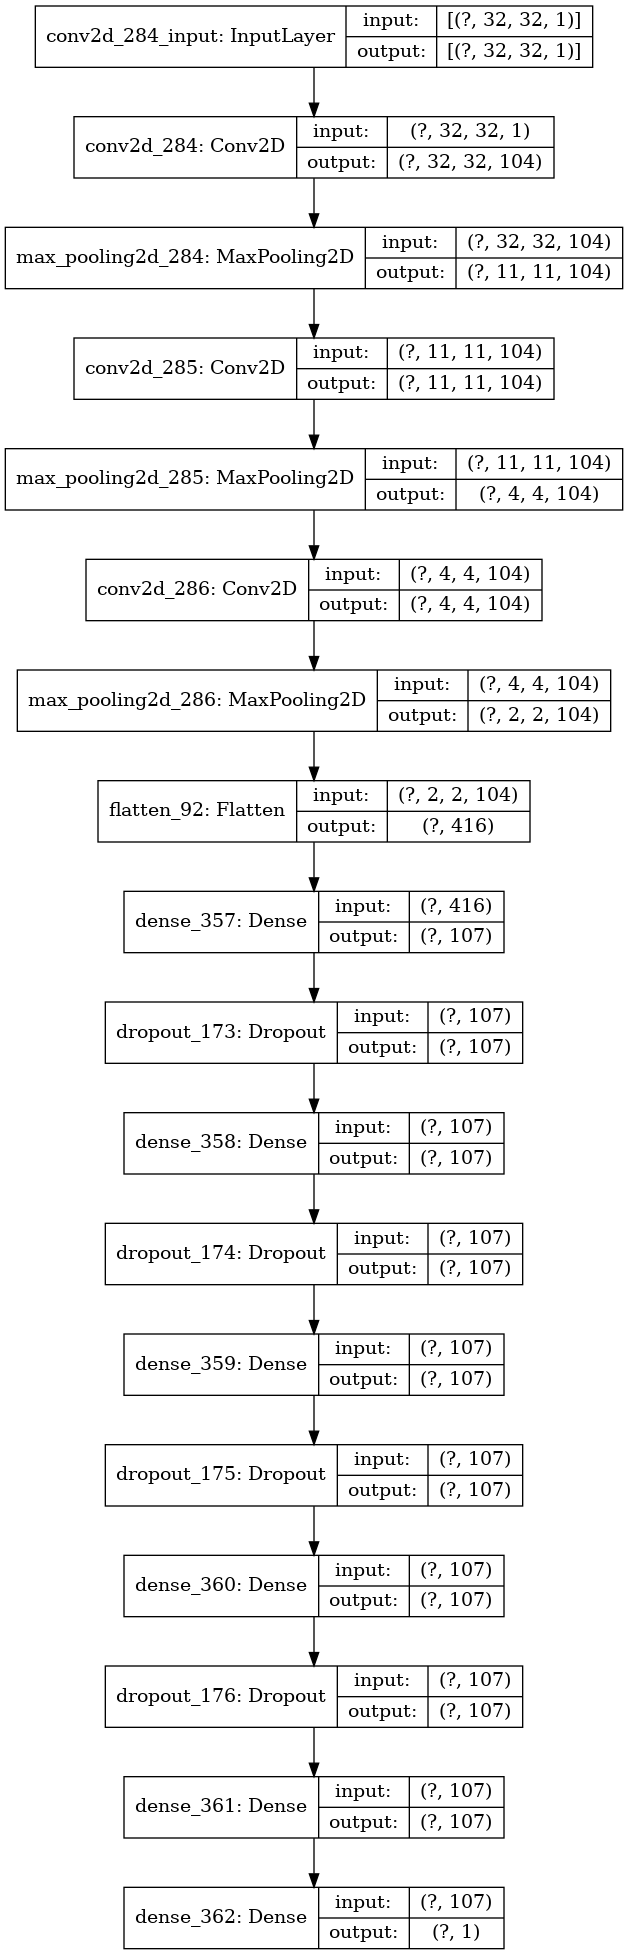 conv2d_284_input: InputLayer
input: [(?, 32, 32, 1)]
output: [(?, 32, 32, 1)]
conv2d_284: Conv2D
input: (?, 32, 32, 1)
output: (?, 32, 32, 104)
max_pooling2d_284: MaxPooling2D
input: (?, 32, 32, 104)
output: (?, 11, 11, 104)
conv2d_285: Conv2D
input: (?, 11, 11, 104)
output: (?, 11, 11, 104)
max_pooling2d_285: MaxPooling2D
input: (?, 11, 11, 104)
output: (?, 4, 4, 104)
conv2d_286: Conv2D
input: (?, 4, 4, 104)
output: (?, 4, 4, 104)
max_pooling2d_286: MaxPooling2D
input: (?, 4, 4, 104)
output: (?, 2, 2, 104)
flatten_92: Flatten
input: (?, 2, 2, 104)
output: (?, 416)
dense_357: Dense
input: (?, 416)
output: (?, 107)
dropout_173: Dropout
input: (?, 107)
output: (?, 107)
dense_358: Dense
input: (?, 107)
output: (?, 107)
dropout_174: Dropout
input: (?, 107)
output: (?, 107)
dense_359: Dense
input: (?, 107)
output: (?, 107)
dropout_175: Dropout
input: (?, 107)
output: (?, 107)
dense_360: Dense
input: (?, 107)
output: (?, 107)
dropout_176: Dropout
input: (?, 107)
output: (?, 107)
dense_361: Dense
input: (?, 107)
output: (?, 107)
dense_362: Dense
input: (?, 107)
output: (?, 1)